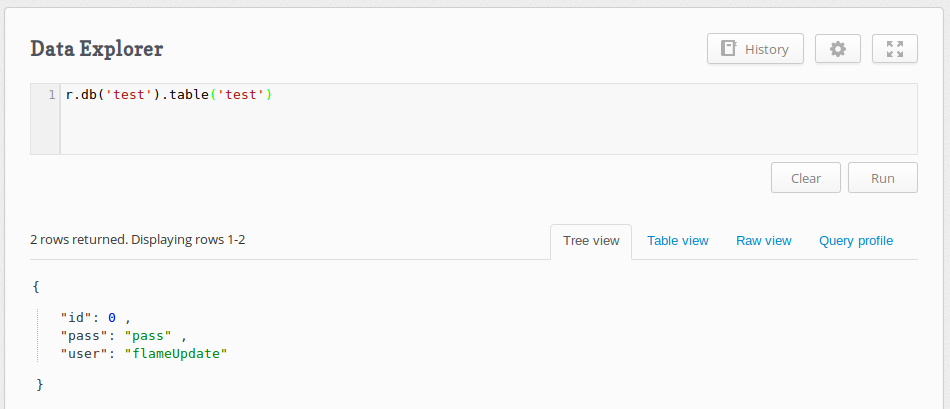 Data Explorer
History
1 r.db('test').table('test')
Clear Run
2 rows returned. Displaying rows 1-2
Tree view Table view Raw view Query profile
{
"id": 0 ,
"pass": "pass" ,
"user": "flameUpdate"
}